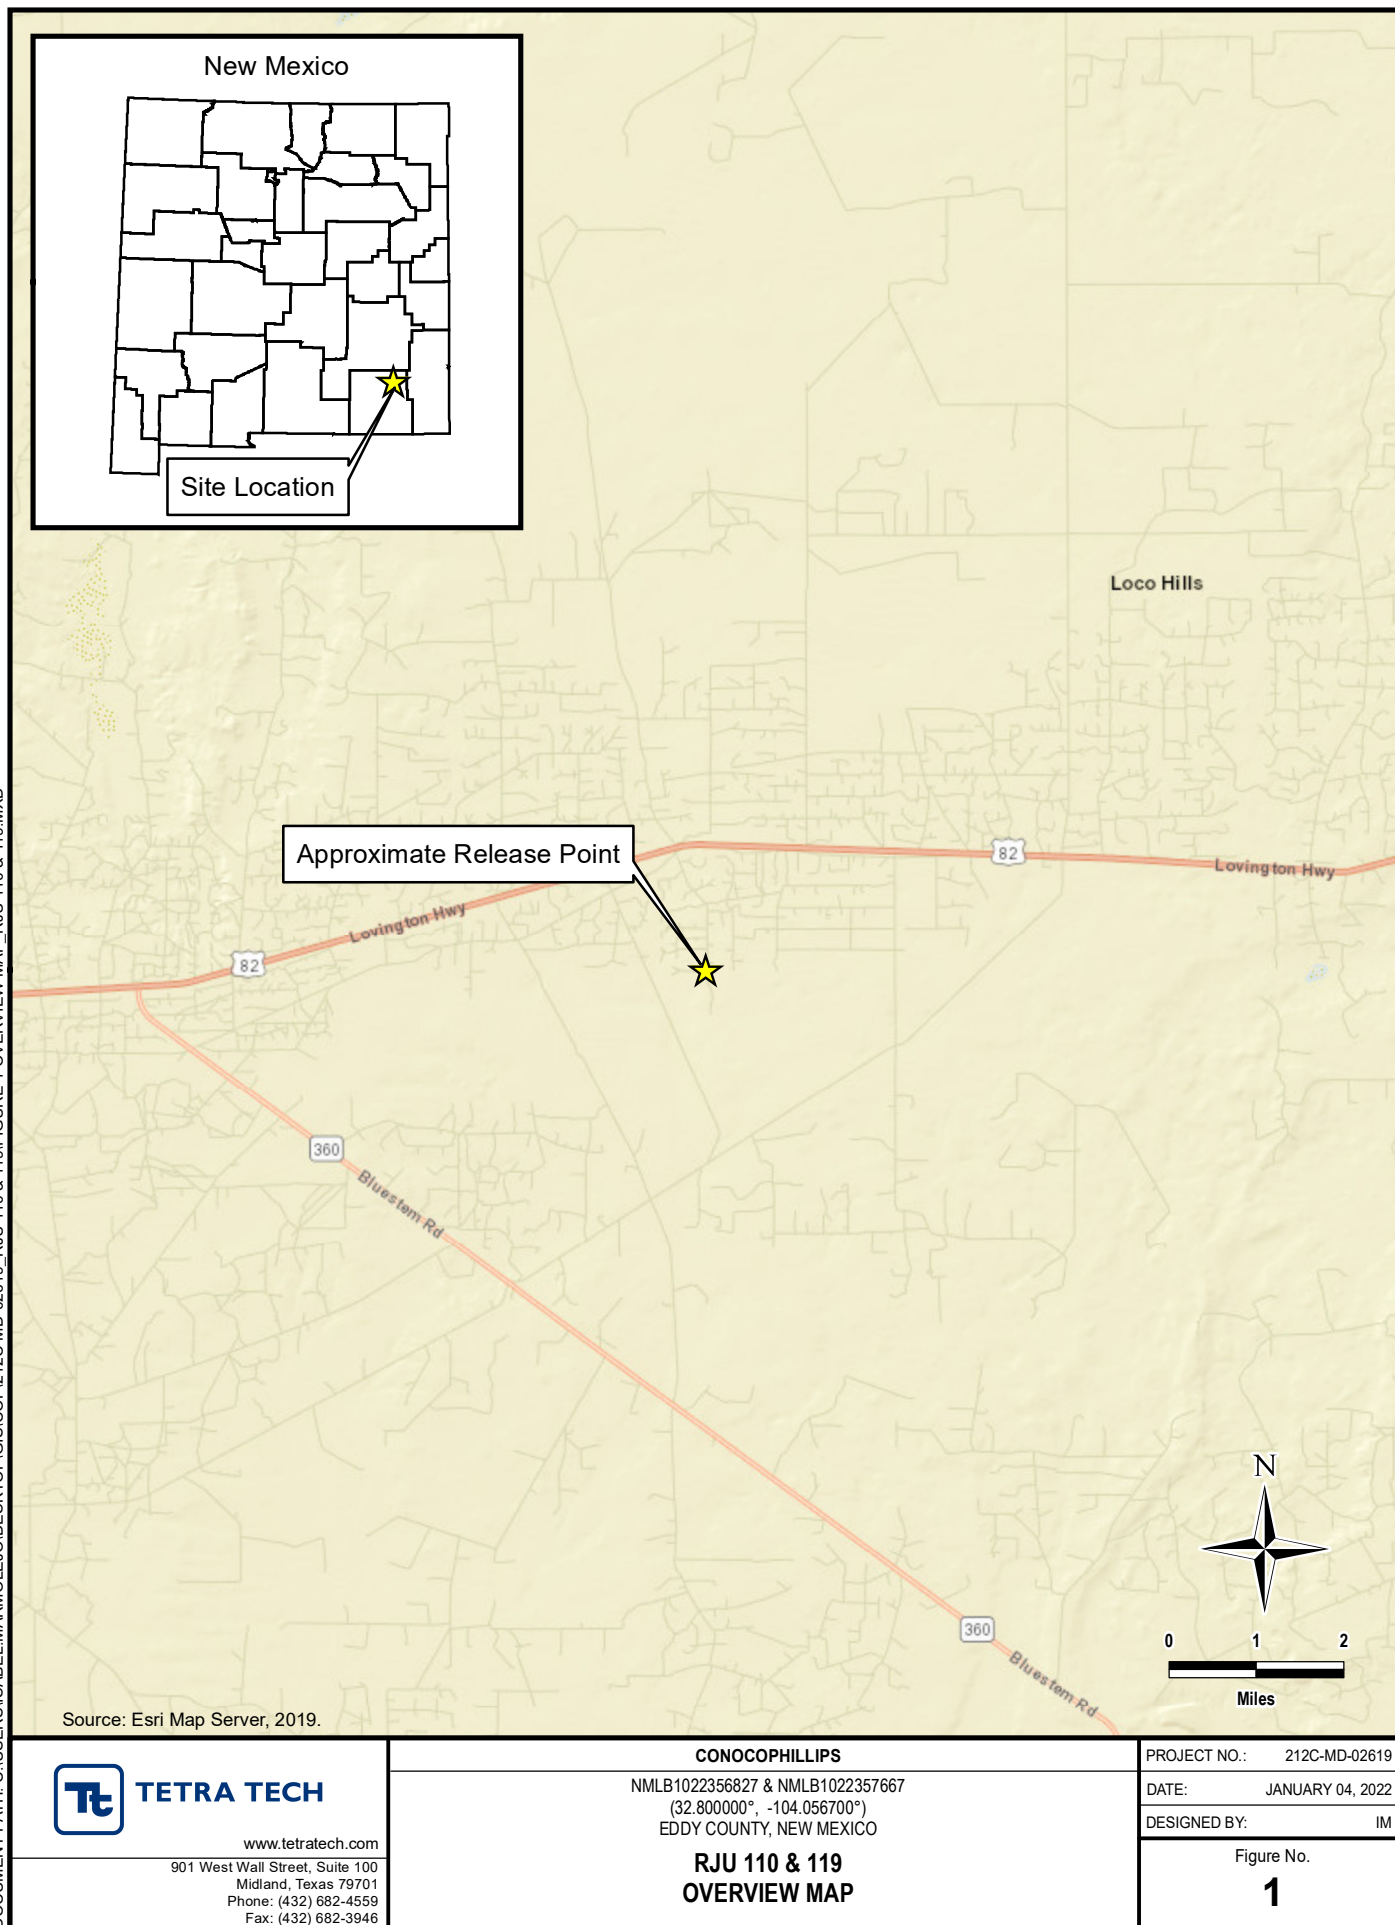 New Mexico
Site Location
Loco Hills
Approximate Release Point
82
Lovington Hwy
Lovington Hwy
82
360
Bluestem Rd
N
360
Bluestem Rd
0 1 2
Miles
Source: Esri Map Server, 2019.
Tt TETRA TECH
www.tetratech.com
901 West Wall Street, Suite 100
Midland, Texas 79701
Phone: (432) 682-4559
Fax: (432) 682-3946
CONOCOPHILLIPS
NMLB1022356827 & NMLB1022357667
(32.800000°, -104.056700°)
EDDY COUNTY, NEW MEXICO
RJU 110 & 119
OVERVIEW MAP
PROJECT NO.: 212C-MD-02619
DATE: JANUARY 04, 2022
DESIGNED BY: IM
Figure No.
1